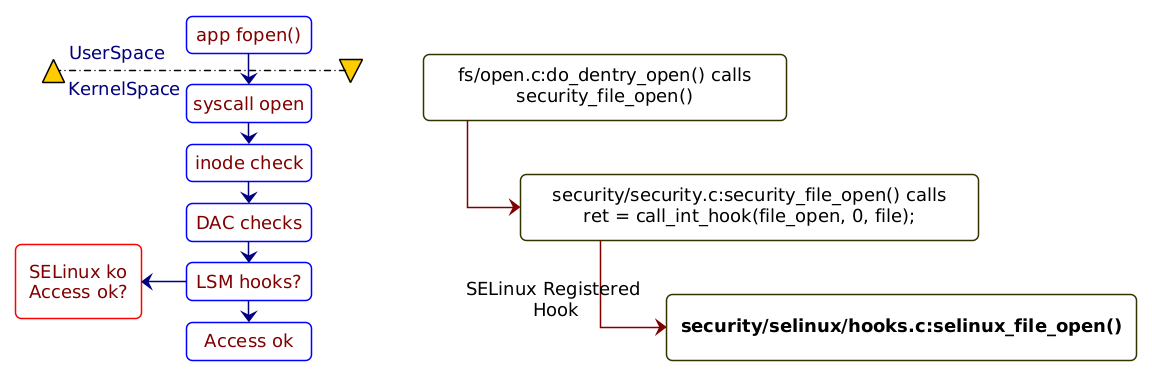 app fopen()
UserSpace
KernelSpace
syscall open
inode check
DAC checks
LSM hooks?
SELinux ko
Access ok?
Access ok
fs/open.c:do_dentry_open() calls
security_file_open()
security/security.c:security_file_open() calls
ret = call_int_hook(file_open, 0, file);
SELinux Registered
Hook
security/selinux/hooks.c:selinux_file_open()